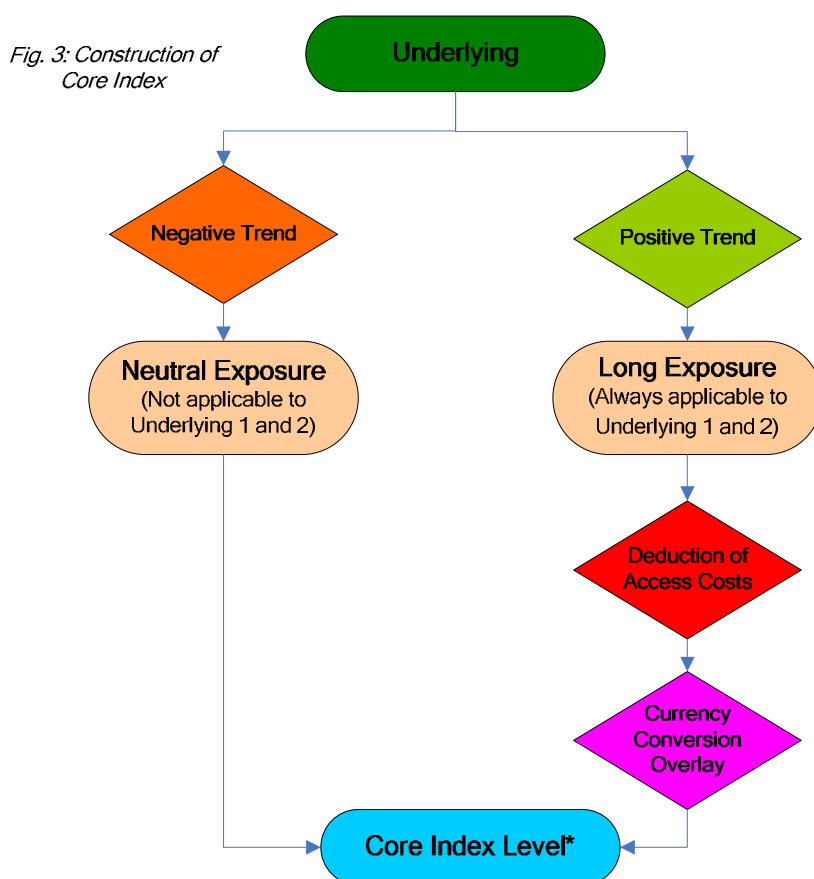 Fig. 3: Construction of
Core Index
Underlying
Negative Trend
Positive Trend
Neutral Exposure
(Not applicable to
Underlying 1 and 2)
Long Exposure
(Always applicable to
Underlying 1 and 2)
Deduction of
Access Costs
Currency
Conversion
Overlay
Core Index Level*